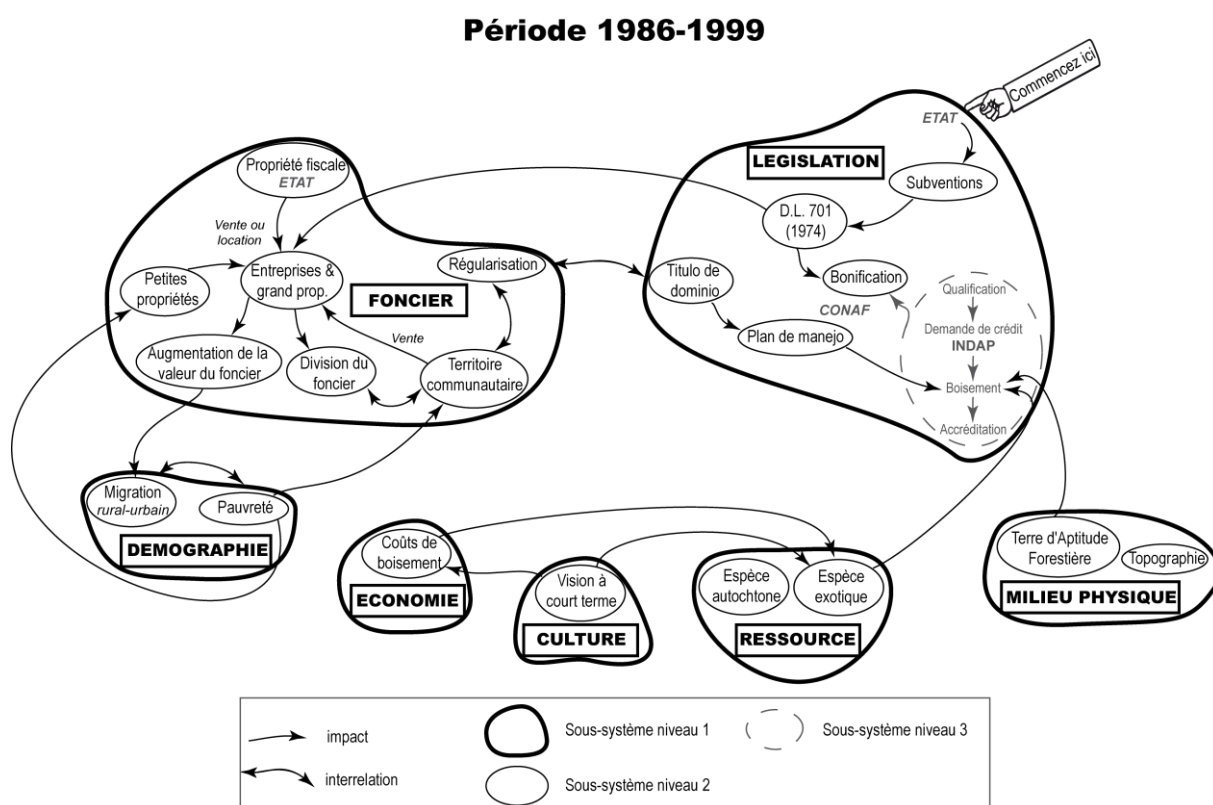 Période 1986-1999
Commencez ici
ETAT
LEGISLATION
Subventions
D.L. 701
(1974)
Titulo de
dominio
Bonification
CONAF
Plan de manejo
Qualification
Demande de crédit
INDAP
Boisement
Accréditation
Propriété fiscale
ETAT
Vente ou
location
Petites
propriétés
Entreprises &
grand prop.
Régularisation
FONCIER
Vente
Augmentation de la
valeur du foncier
Division du
foncier
Territoire
communautaire
Migration
rural-urbain
Pauvreté
DEMOGRAPHIE
Coûts de
boisement
ECONOMIE
Vision à
court terme
CULTURE
Espèce
autochtone
Espèce
exotique
RESSOURCE
Terre d'Aptitude
Forestière
Topographie
MILIEU PHYSIQUE
impact
interrelation
Sous-système niveau 1
Sous-système niveau 2
Sous-système niveau 3